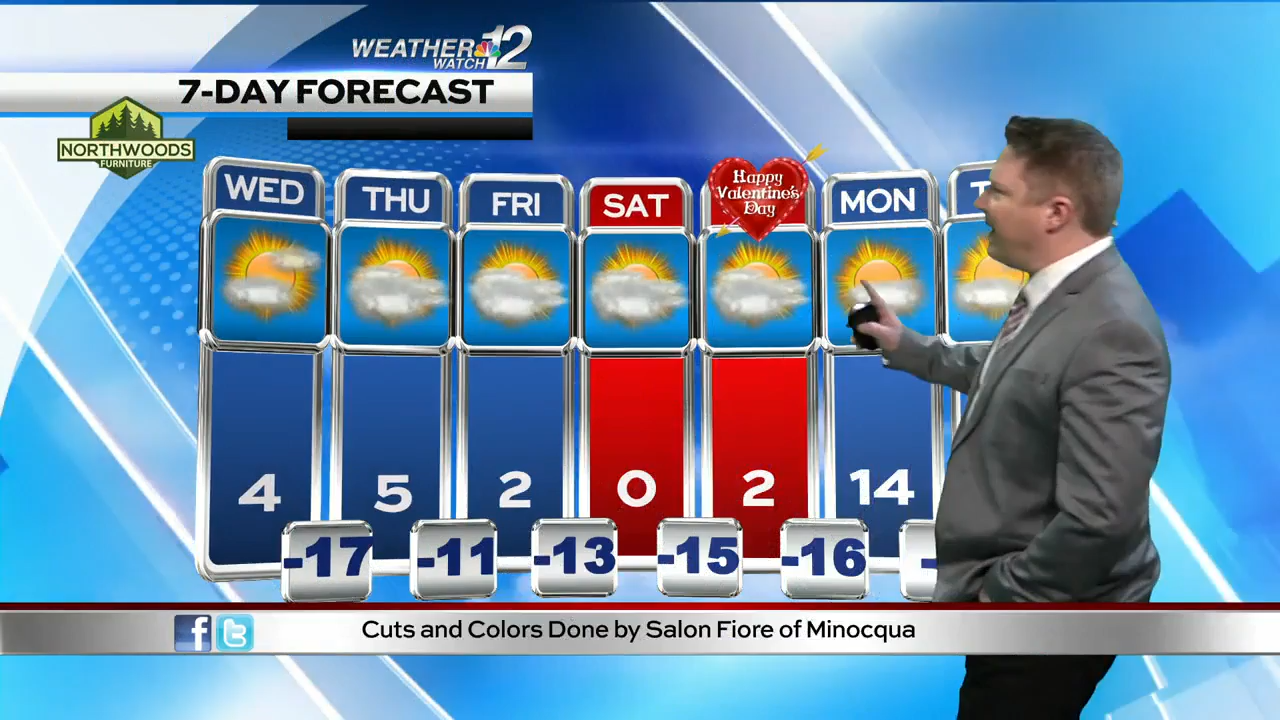 WEATHER
WATCH 12
7-DAY FORECAST
NORTHWOODS
FURNITURE
WED THU FRI SAT MON
Happy
Valentine's
Day
4 5 2 0 2 14
-17 -11 -13 -15 -16
Cuts and Colors Done by Salon Fiore of Minocqua